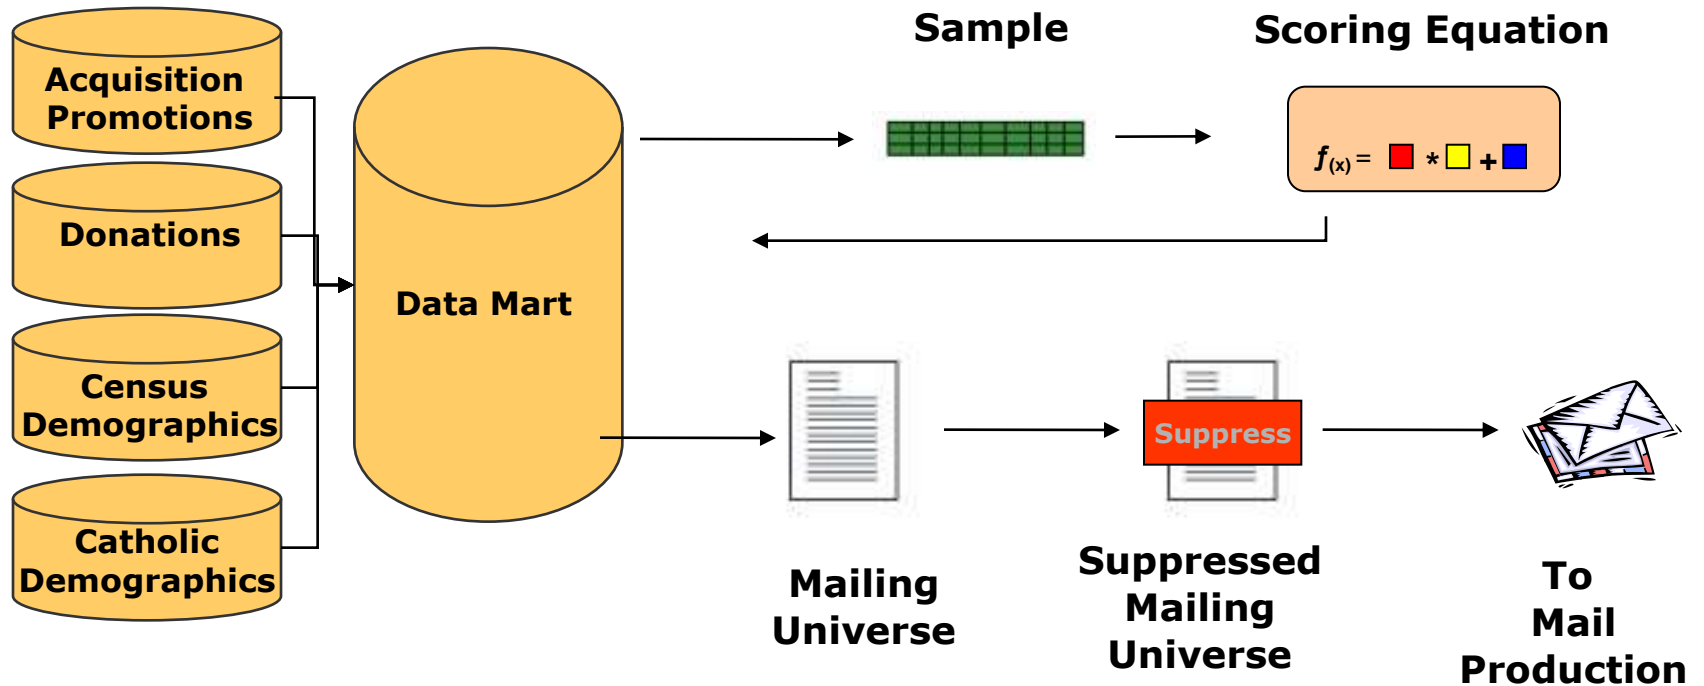 Acquisition
Promotions
Donations
Census
Demographics
Catholic
Demographics
Data Mart
Sample
Scoring Equation
f(x) = * +
Mailing
Universe
Suppress
Suppressed
Mailing
Universe
To
Mail
Production